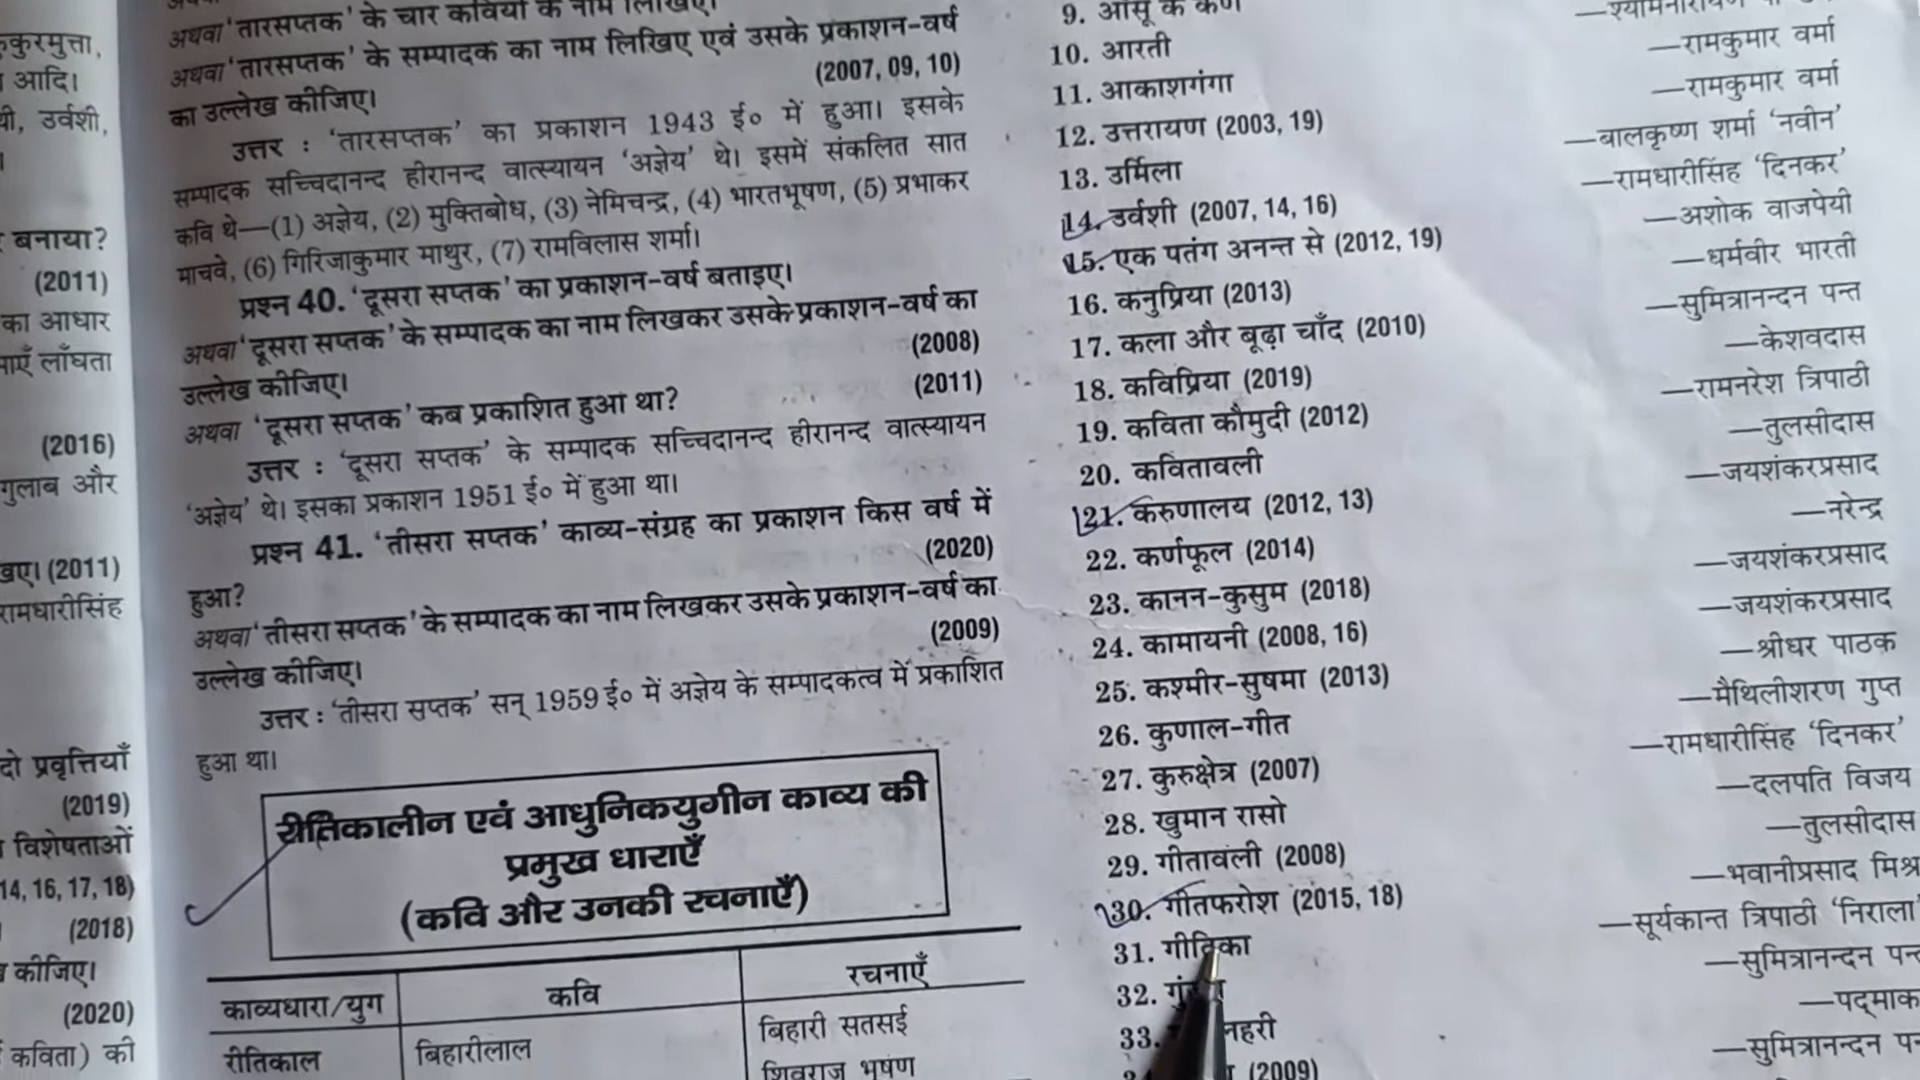 कुरमुत्ता,
आदि।
उर्वशी,
बनाया?
(2011)
का आधार
लाँघता
(2016)
गुलाब और
(2011)
रामधारीसिंह
दो प्रवृत्तियाँ
(2019)
विशेषताओं
14, 16, 17, 18)
(2018)
कीजिए।
(2020)
कविता) की
अथवा 'तारसप्तक' के चार कवियों के नाम लिखिए।
अथवा 'तारसप्तक' के सम्पादक का नाम लिखिए एवं उसके प्रकाशन-वर्ष
का उल्लेख कीजिए। (2007, 09, 10)
उत्तर : 'तारसप्तक' का प्रकाशन 1943 ई० में हुआ। इसके
सम्पादक सच्चिदानन्द हीरानन्द वात्स्यायन 'अज्ञेय' थे। इसमें संकलित सात
कवि थे—(1) अज्ञेय, (2) मुक्तिबोध, (3) नेमिचन्द्र, (4) भारतभूषण, (5) प्रभाकर
माचवे, (6) गिरिजाकुमार माथुर, (7) रामविलास शर्मा।
प्रश्न 40. 'दूसरा सप्तक' का प्रकाशन-वर्ष बताइए।
अथवा 'दूसरा सप्तक' के सम्पादक का नाम लिखकर उसके प्रकाशन-वर्ष का
उल्लेख कीजिए। (2008)
अथवा 'दूसरा सप्तक' कब प्रकाशित हुआ था? (2011)
उत्तर : 'दूसरा सप्तक' के सम्पादक सच्चिदानन्द हीरानन्द वात्स्यायन
'अज्ञेय' थे। इसका प्रकाशन 1951 ई० में हुआ था।
प्रश्न 41. 'तीसरा सप्तक' काव्य-संग्रह का प्रकाशन किस वर्ष में
हुआ? (2020)
अथवा 'तीसरा सप्तक' के सम्पादक का नाम लिखकर उसके प्रकाशन-वर्ष का
उल्लेख कीजिए। (2009)
उत्तर : 'तीसरा सप्तक' सन् 1959 ई० में अज्ञेय के सम्पादकत्व में प्रकाशित
हुआ था।
रीतिकालीन एवं आधुनिकयुगीन काव्य की
प्रमुख धाराएँ
(कवि और उनकी रचनाएँ)
काव्यधारा/युग कवि रचनाएँ
रीतिकाल बिहारीलाल बिहारी सतसई
शिवराज भूषण
9. आँसू के कण
10. आरती —रामकुमार वर्मा
11. आकाशगंगा —रामकुमार वर्मा
12. उत्तरायण (2003, 19) —बालकृष्ण शर्मा 'नवीन'
13. उर्मिला —रामधारीसिंह 'दिनकर'
14. उर्वशी (2007, 14, 16) —अशोक वाजपेयी
15. एक पतंग अनन्त से (2012, 19) —धर्मवीर भारती
16. कनुप्रिया (2013) —सुमित्रानन्दन पन्त
17. कला और बूढ़ा चाँद (2010) —केशवदास
18. कविप्रिया (2019) —रामनरेश त्रिपाठी
19. कविता कौमुदी (2012) —तुलसीदास
20. कवितावली —जयशंकरप्रसाद
21. करुणालय (2012, 13) —नरेन्द्र
22. कर्णफूल (2014) —जयशंकरप्रसाद
23. कानन-कुसुम (2018) —जयशंकरप्रसाद
24. कामायनी (2008, 16) —श्रीधर पाठक
25. कश्मीर-सुषमा (2013) —मैथिलीशरण गुप्त
26. कुणाल-गीत —रामधारीसिंह 'दिनकर'
27. कुरुक्षेत्र (2007) —दलपति विजय
28. खुमान रासो —तुलसीदास
29. गीतावली (2008) —भवानीप्रसाद मिश्र
30. गीतफरोश (2015, 18) —सूर्यकान्त त्रिपाठी 'निराला'
31. गीतिका —सुमित्रानन्दन पन्त
32. —पद्माक
33. —सुमित्रानन्दन
(2009)